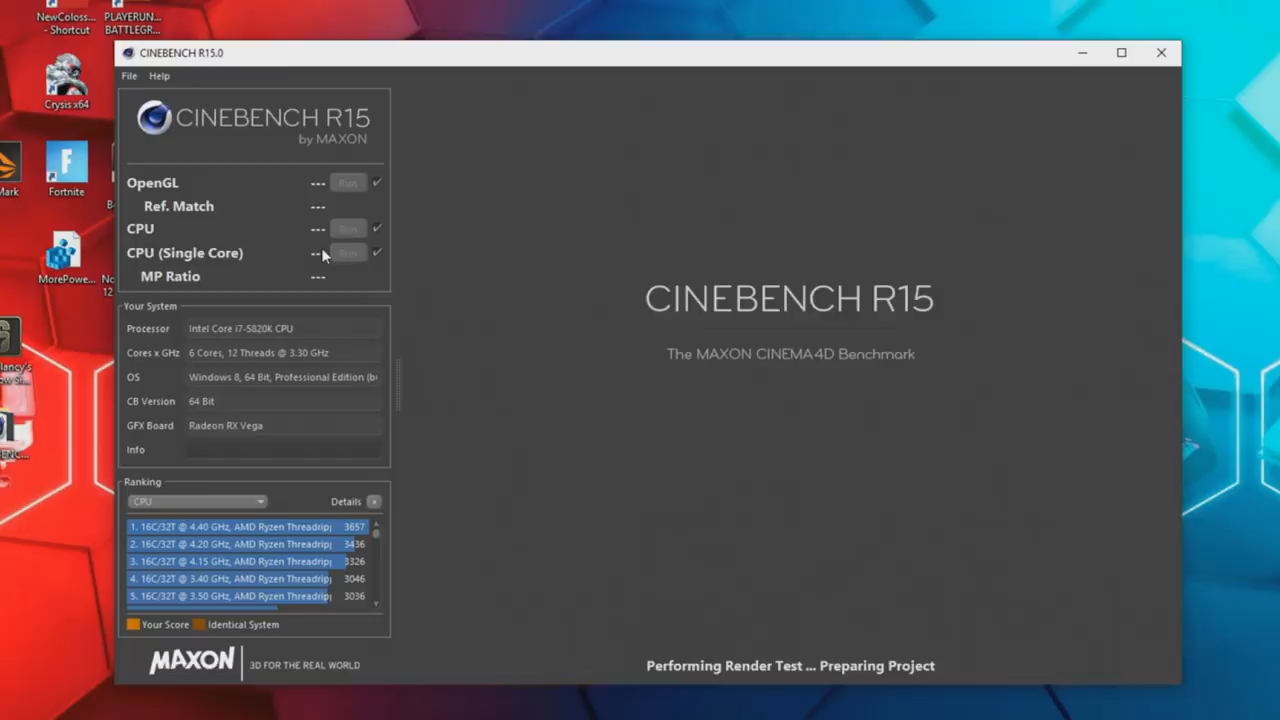 NewColoss...
- Shortcut
PLAYERUN...
BATTLEGR...
CINEBENCH R15.0
File Help
Crysis x64
CINEBENCH R15
by MAXON
OpenGL --- Run
Ref. Match ---
CPU --- Run
CPU (Single Core) -- Run
MP Ratio ---
Mark
Fortnite
MorePowe...
12
Your System
Processor Intel Core i7-5820K CPU
Cores x GHz 6 Cores, 12 Threads @ 3.30 GHz
OS Windows 8, 64 Bit, Professional Edition (b
CB Version 64 Bit
GFX Board Radeon RX Vega
Info
CINEBENCH R15
The MAXON CINEMA4D Benchmark
Ranking
CPU Details
1. 16C/32T @ 4.40 GHz, AMD Ryzen Threadrip 3657
2. 16C/32T @ 4.20 GHz, AMD Ryzen Threadrip 3436
3. 16C/32T @ 4.15 GHz, AMD Ryzen Threadrip 3326
4. 16C/32T @ 3.40 GHz, AMD Ryzen Threadrip 3046
5. 16C/32T @ 3.50 GHz, AMD Ryzen Threadrip 3036
Your Score Identical System
MAXON 3D FOR THE REAL WORLD
Performing Render Test ... Preparing Project